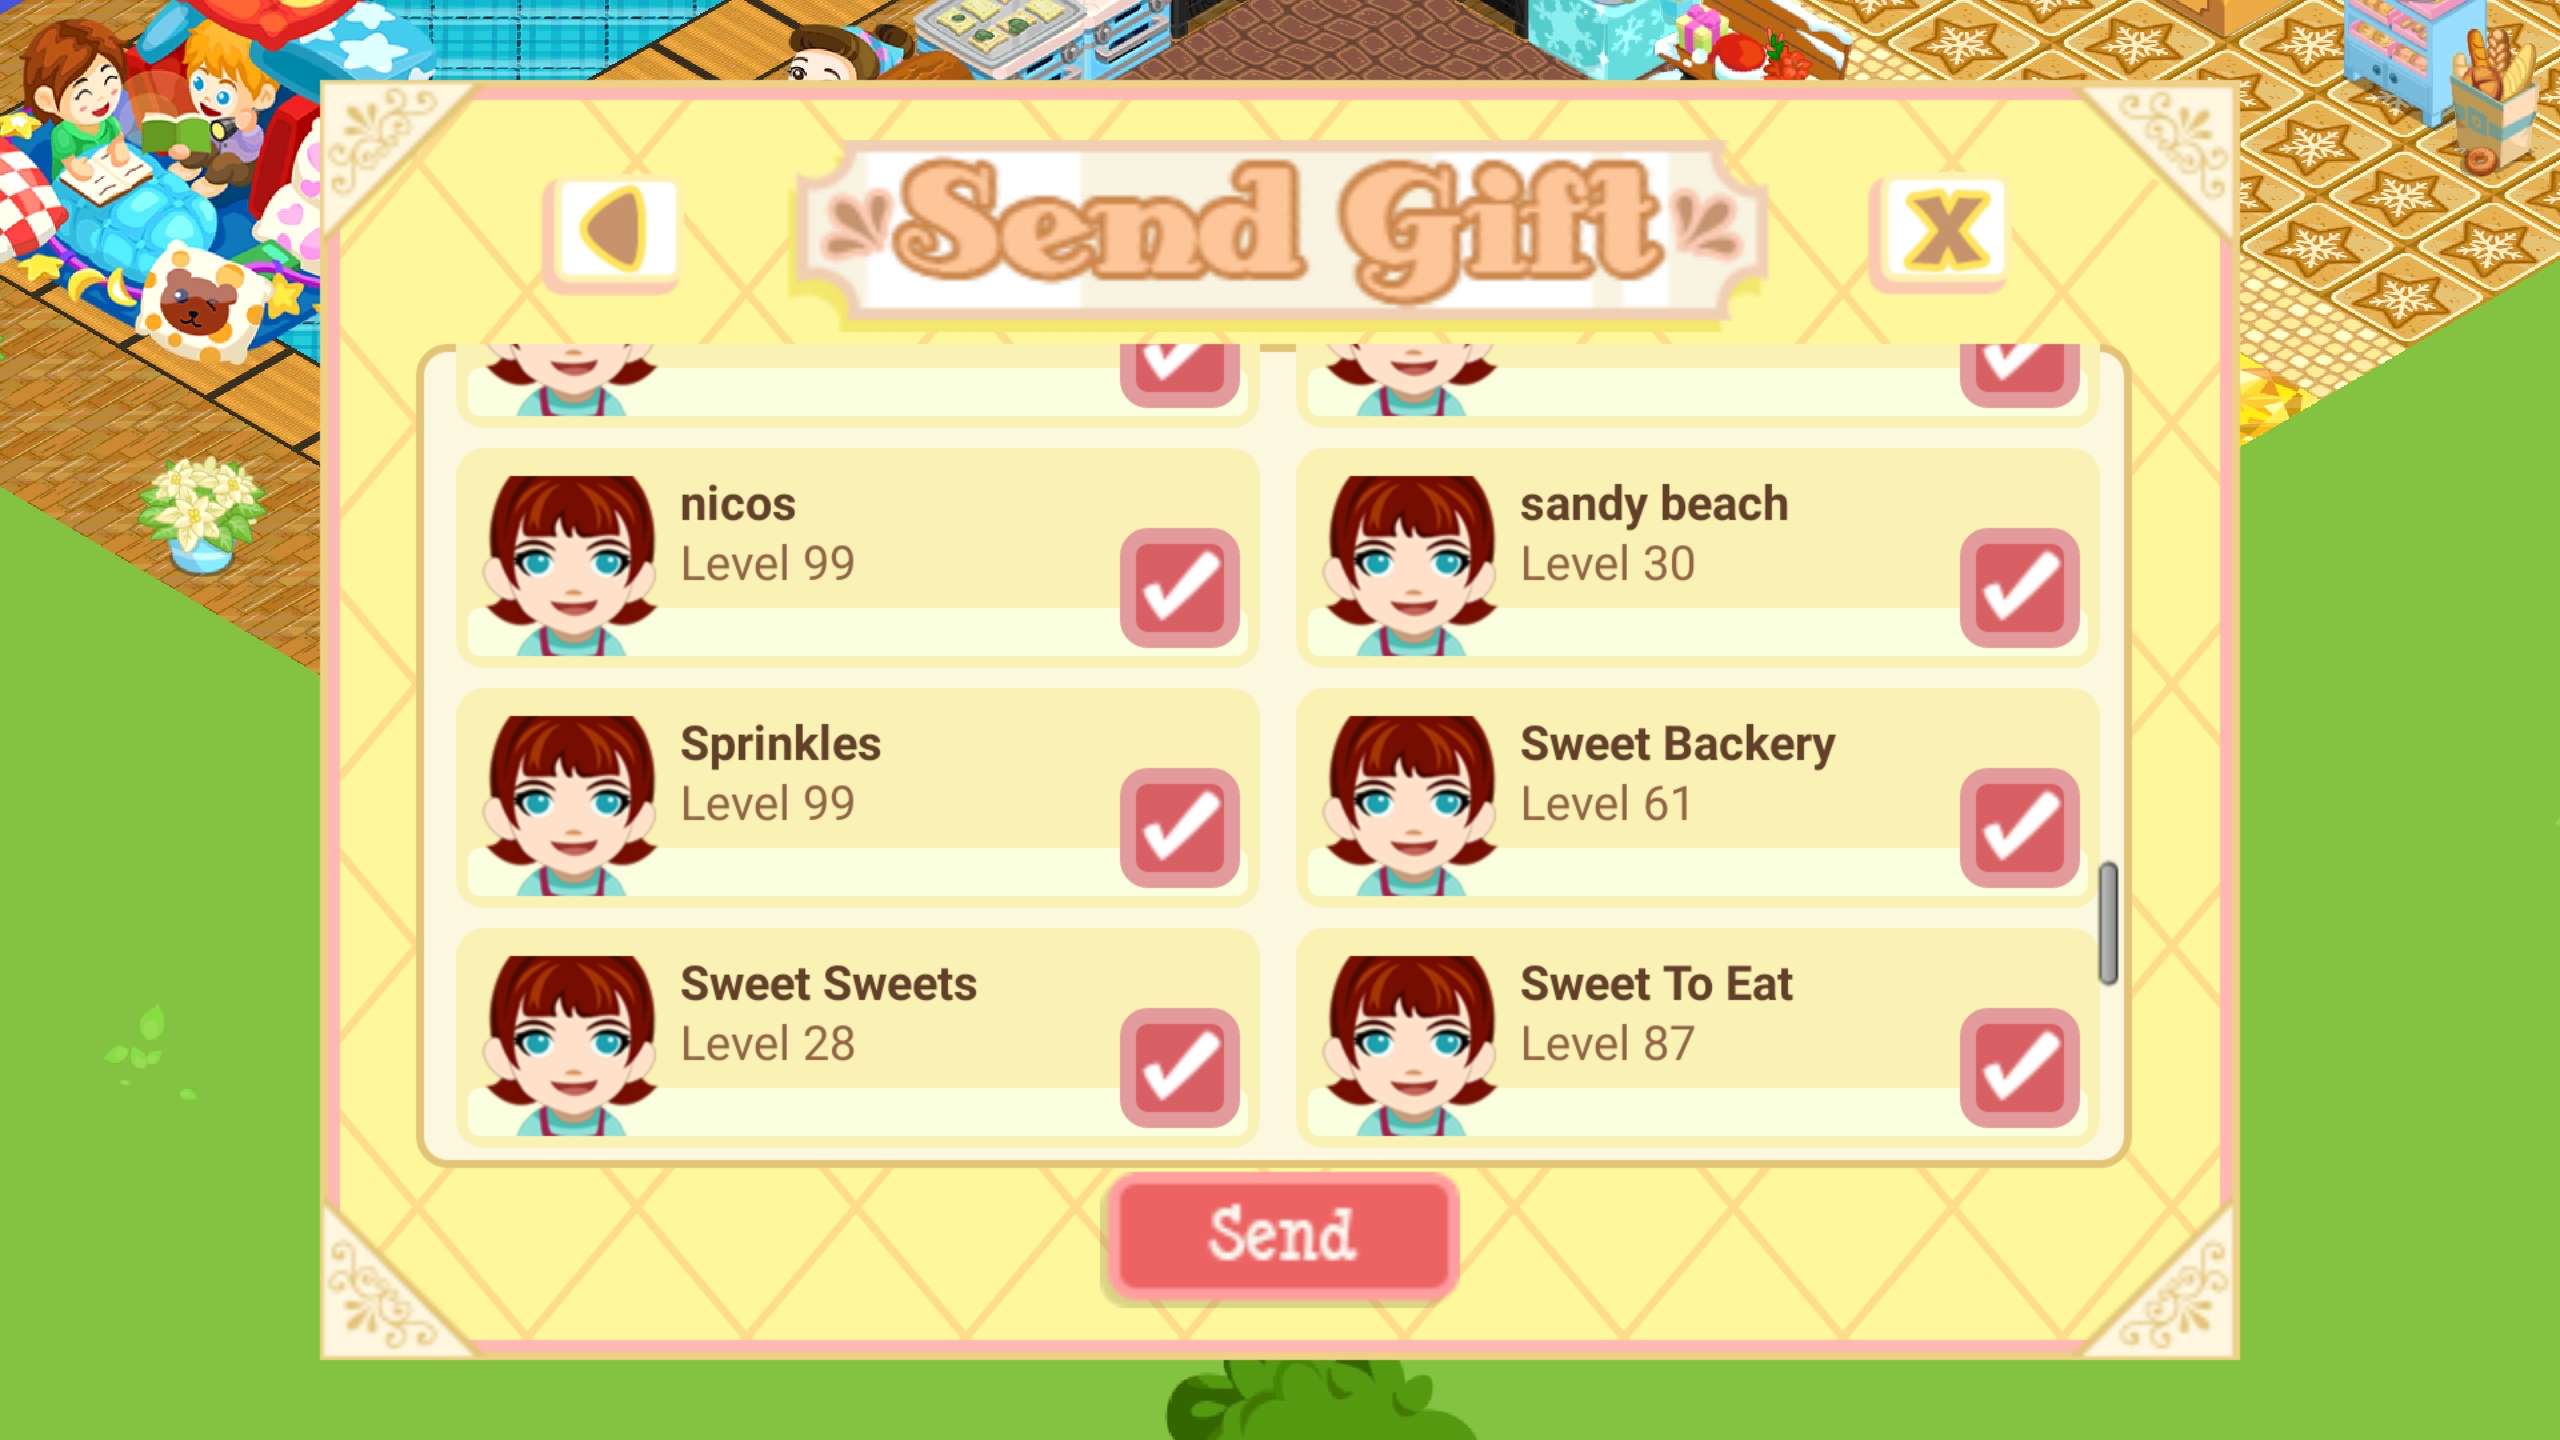 Send Gift
nicos
Level 99
sandy beach
Level 30
Sprinkles
Level 99
Sweet Backery
Level 61
Sweet Sweets
Level 28
Sweet To Eat
Level 87
Send